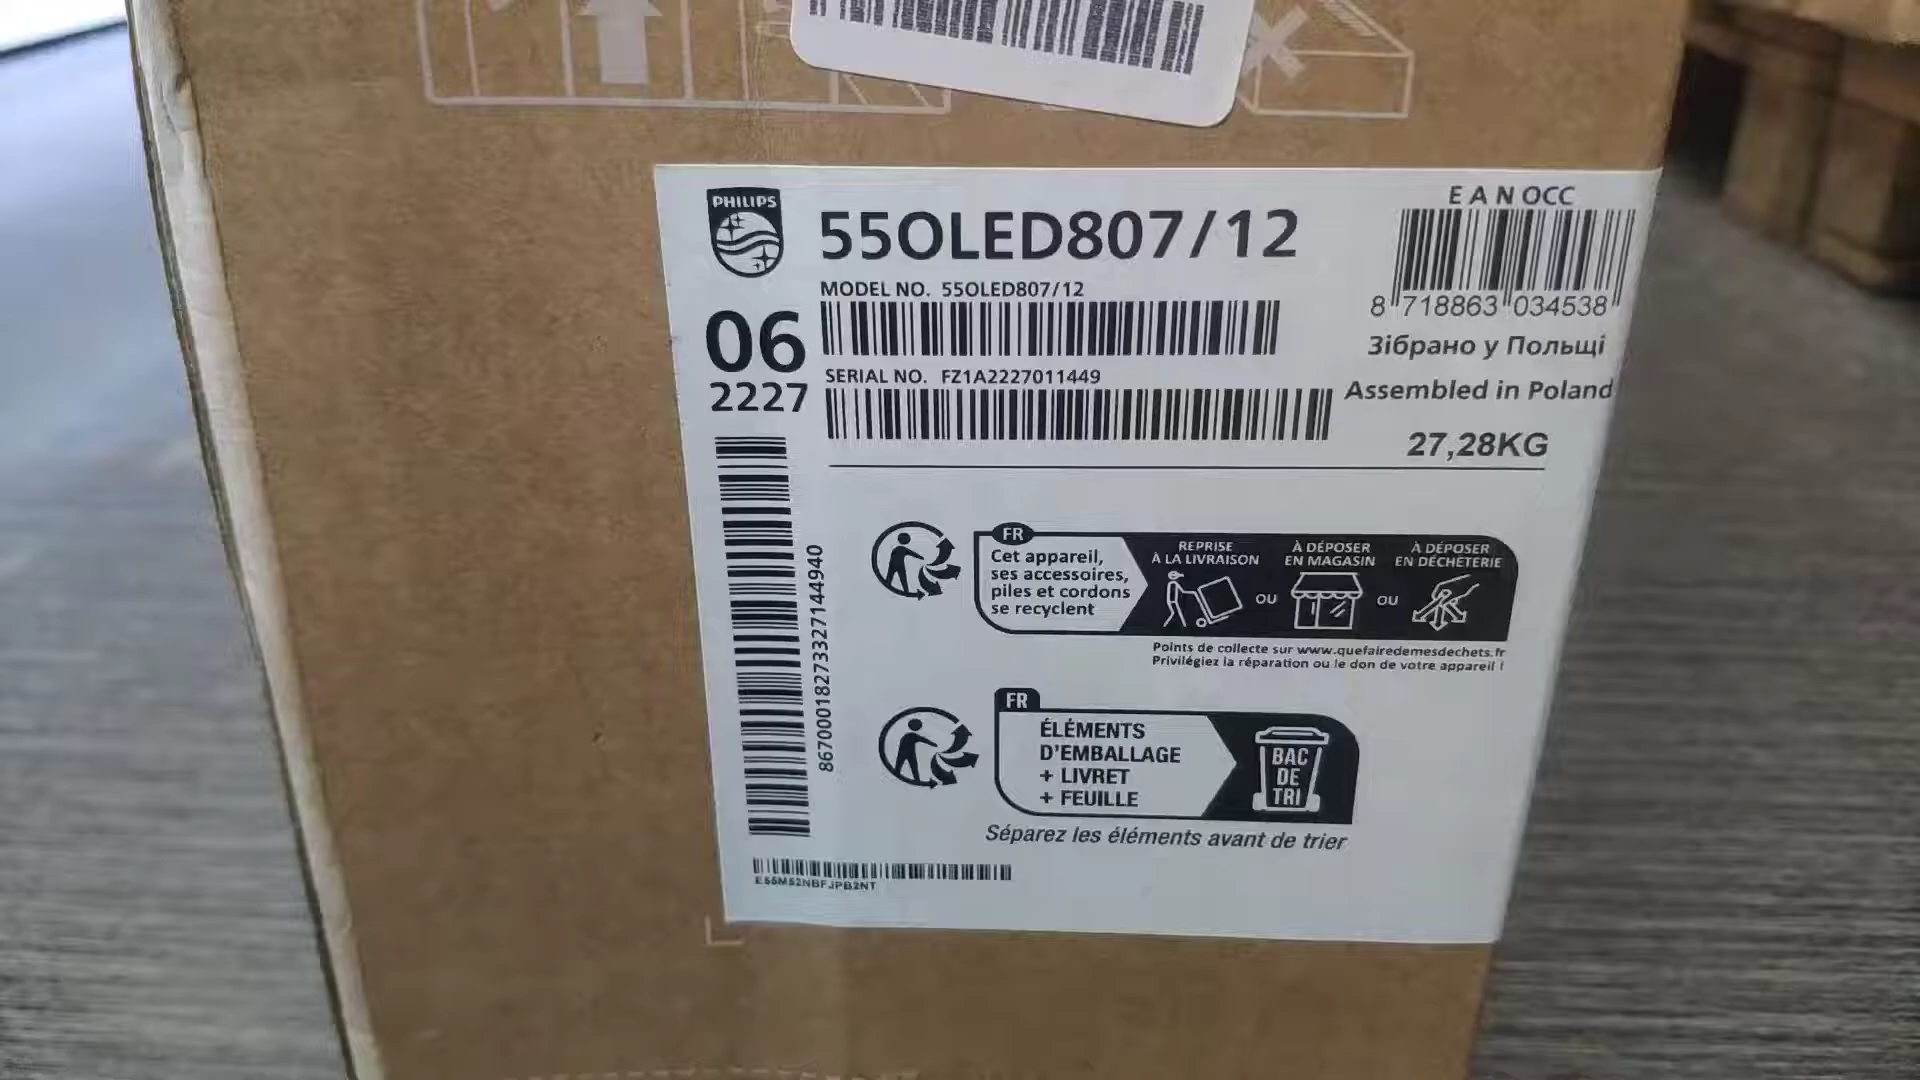 PHILIPS
55OLED807/12
MODEL NO. 55OLED807/12
06
2227
SERIAL NO. FZ1A2227011449
E A N OCC
8 718863 034538
Зібрано у Польщі
Assembled in Poland
27,28KG
86700018273327144940
FR
Cet appareil,
ses accessoires,
piles et cordons
se recyclent
REPRISE
À LA LIVRAISON
OU
À DÉPOSER
EN MAGASIN
OU
À DÉPOSER
EN DÉCHÈTERIE
Points de collecte sur www.quefairedemesdechets.fr
Privilégiez la réparation ou le don de votre appareil !
FR
ÉLÉMENTS
D'EMBALLAGE
+ LIVRET
+ FEUILLE
BAC
DE
TRI
Séparez les éléments avant de trier
E55M52NBFJPB2NT